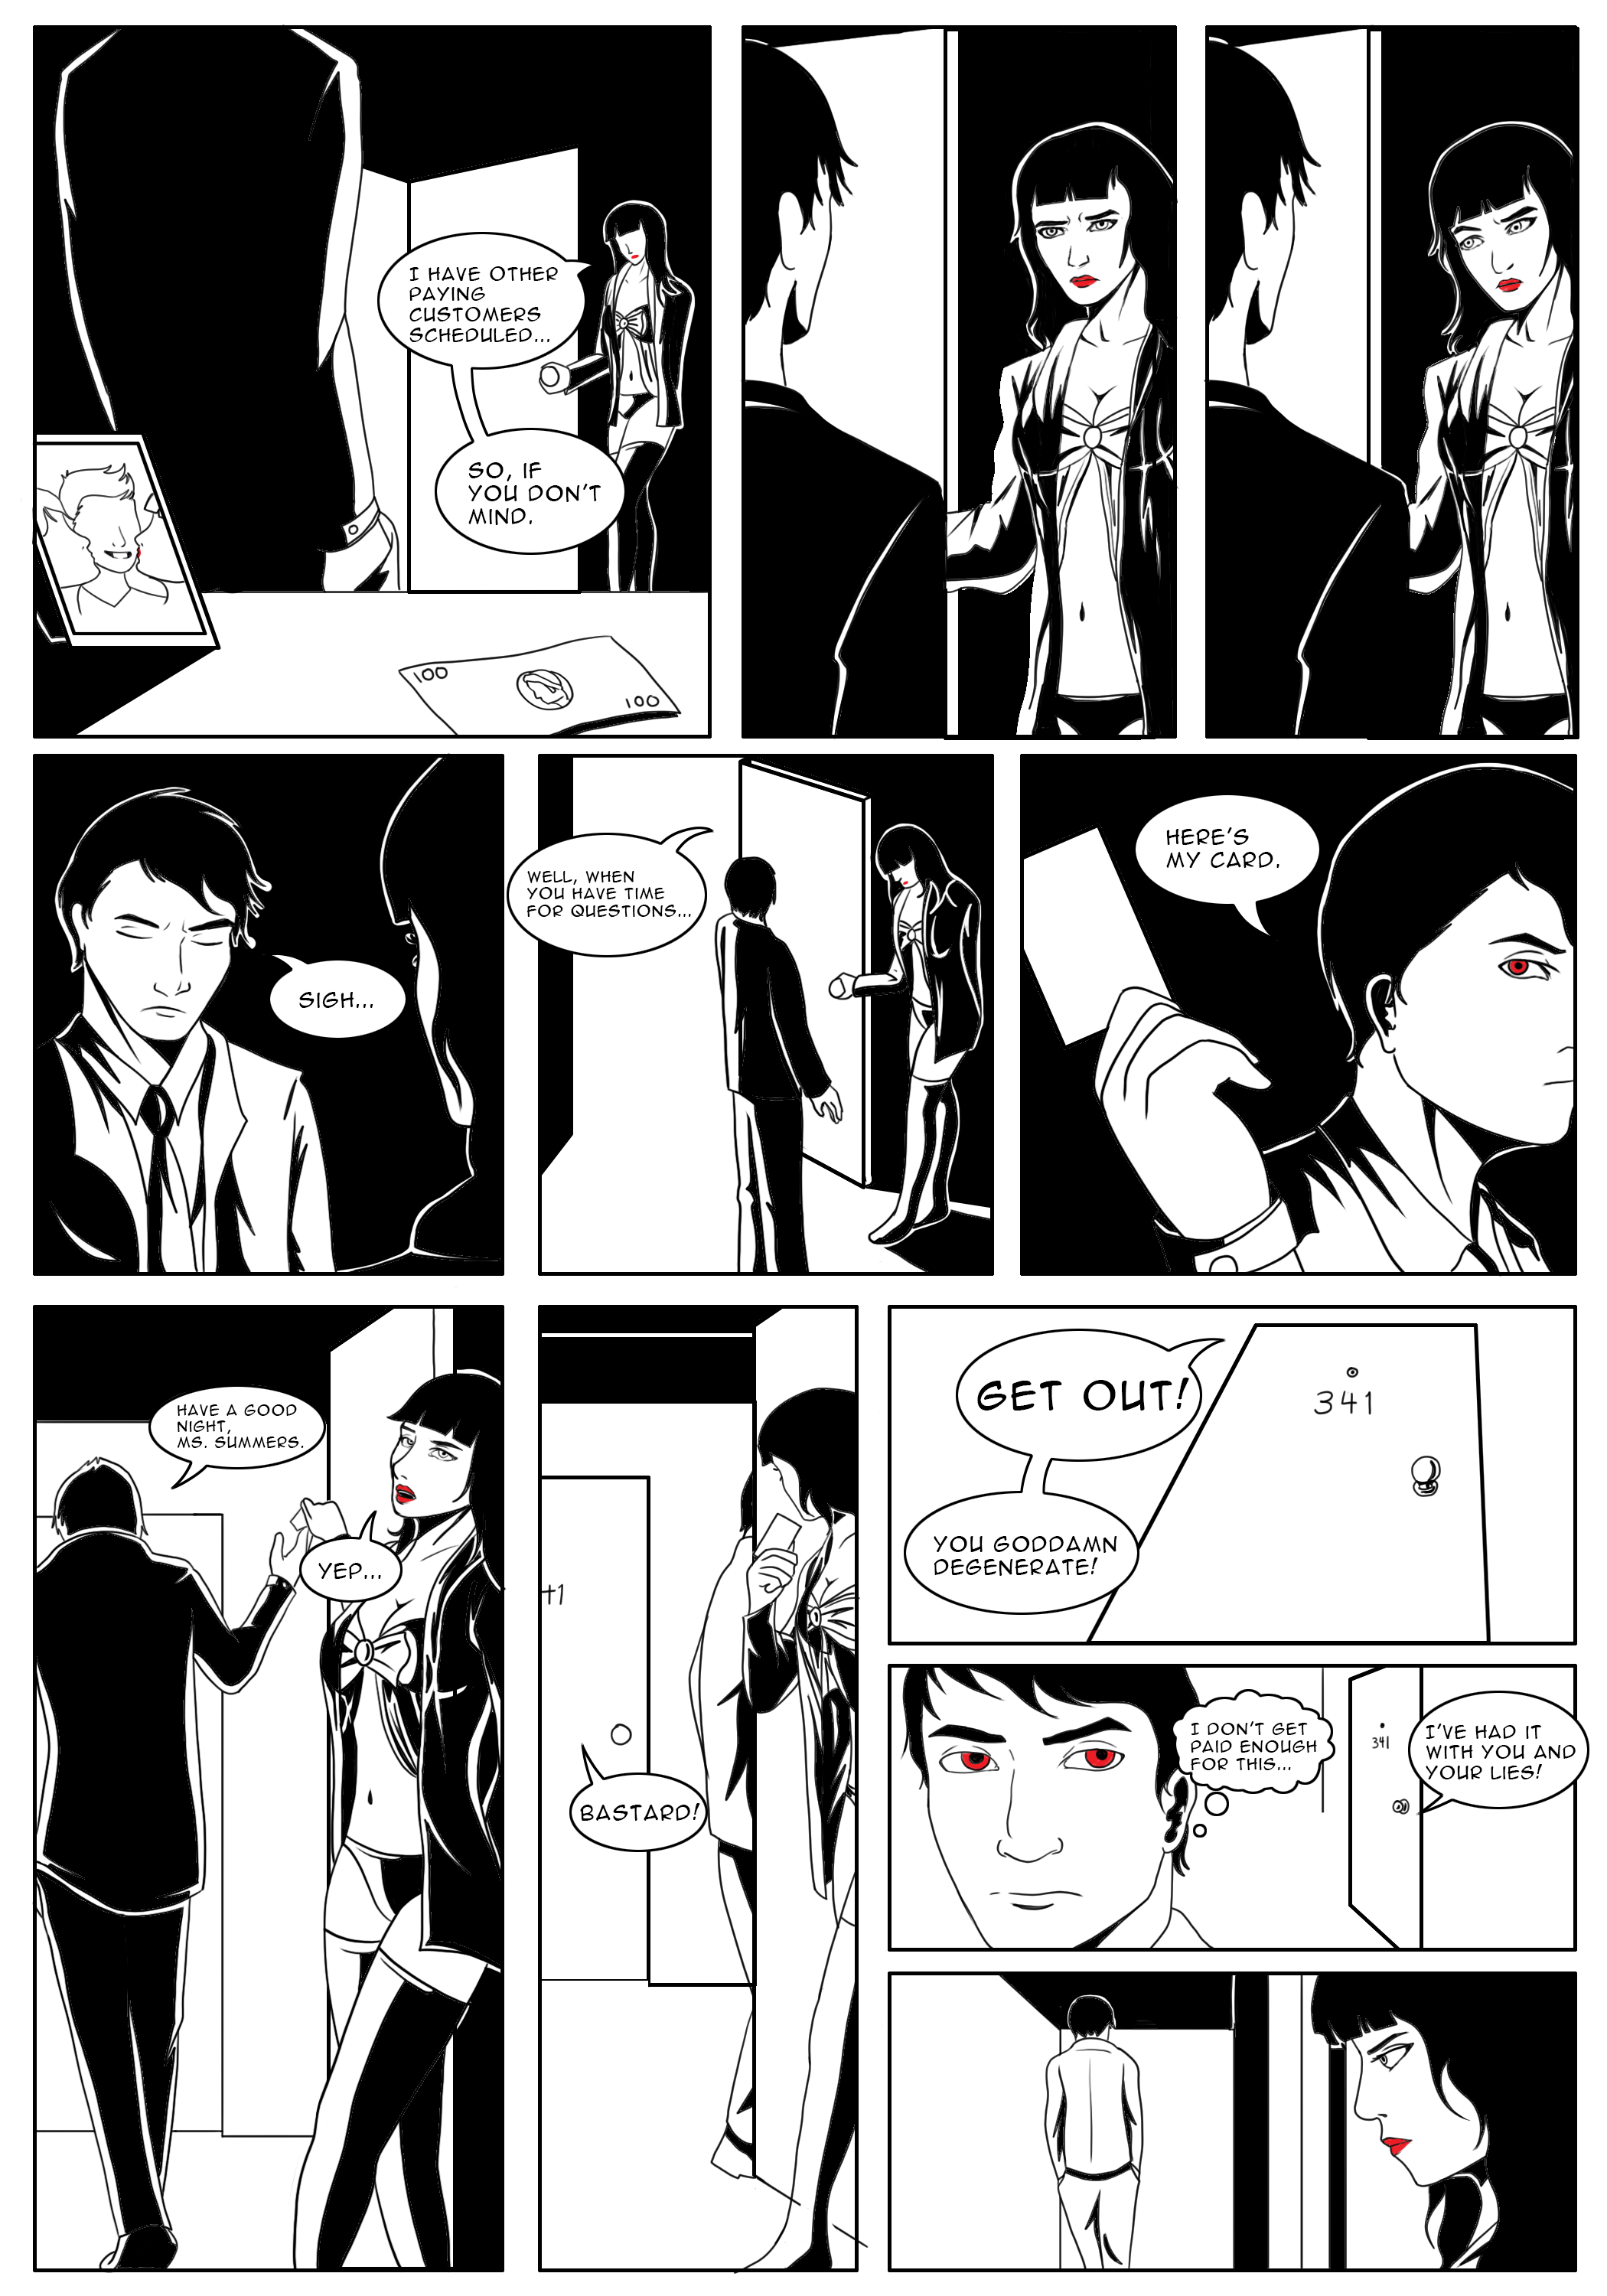 I HAVE OTHER
PAYING
CUSTOMERS
SCHEDULED...
SO, IF
YOU DON'T
MIND.
100
100
SIGH...
WELL, WHEN
YOU HAVE TIME
FOR QUESTIONS...
HERE'S
MY CARD.
HAVE A GOOD
NIGHT,
MS. SUMMERS.
YEP...
41
BASTARD!
GET OUT!
YOU GODDAMN
DEGENERATE!
341
I DON'T GET
PAID ENOUGH
FOR THIS...
341
I'VE HAD IT
WITH YOU AND
YOUR LIES!